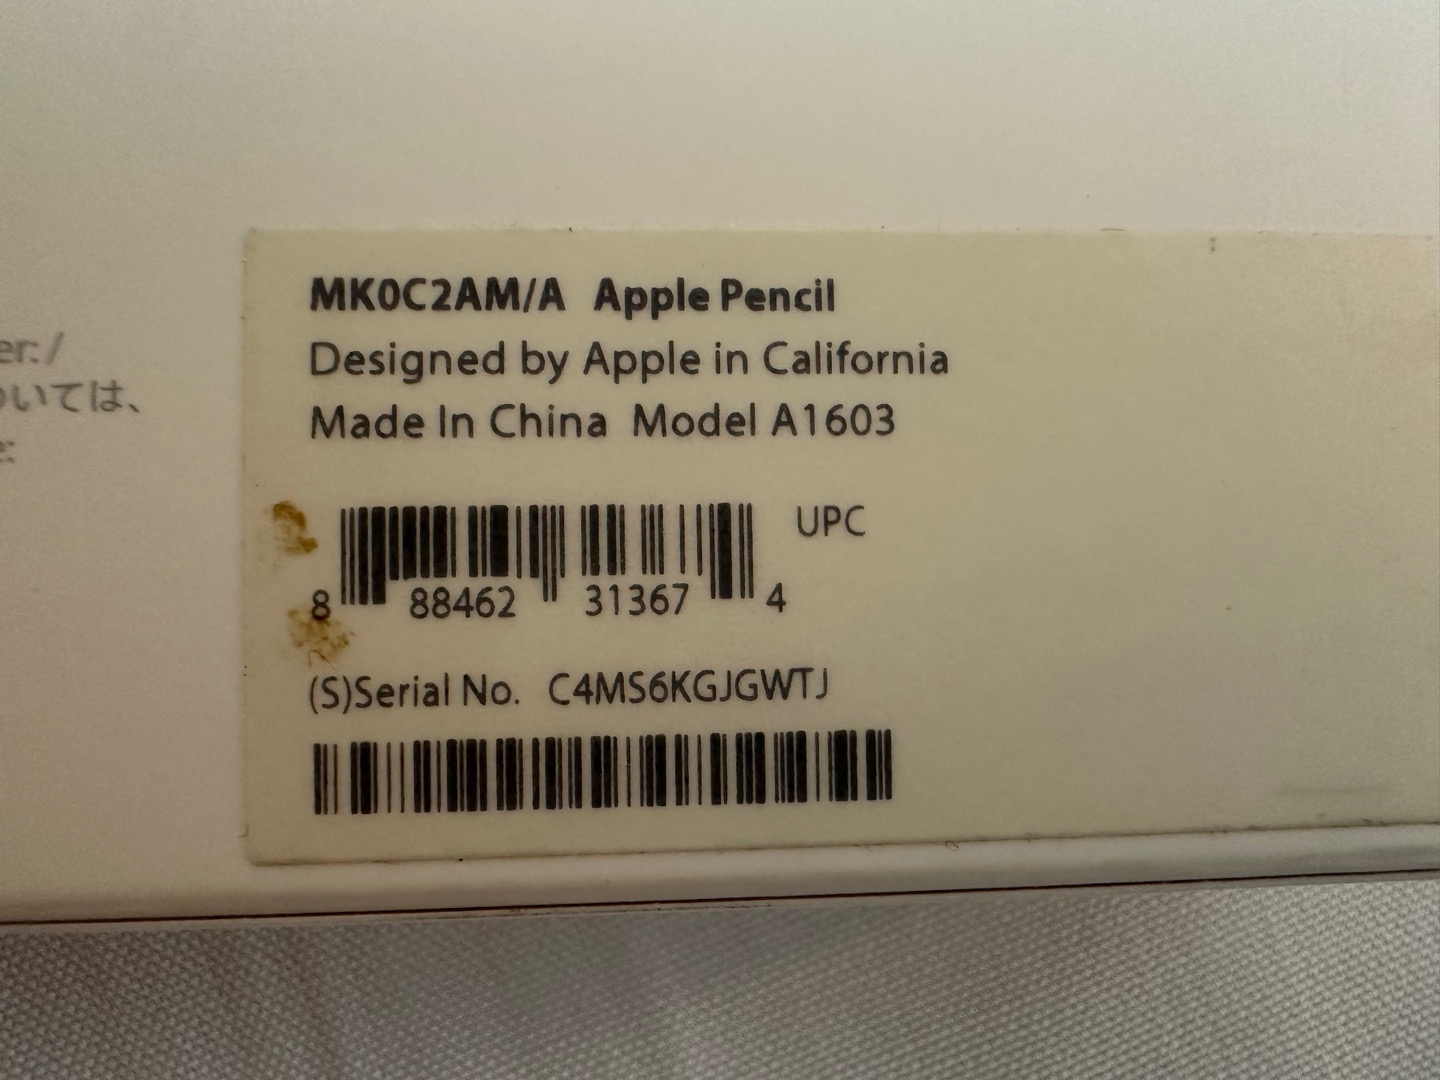 er:/
ついては、
e:
MK0C2AM/A Apple Pencil
Designed by Apple in California
Made In China Model A1603
UPC
8 88462 31367 4
(S)Serial No. C4MS6KGJGWTJ